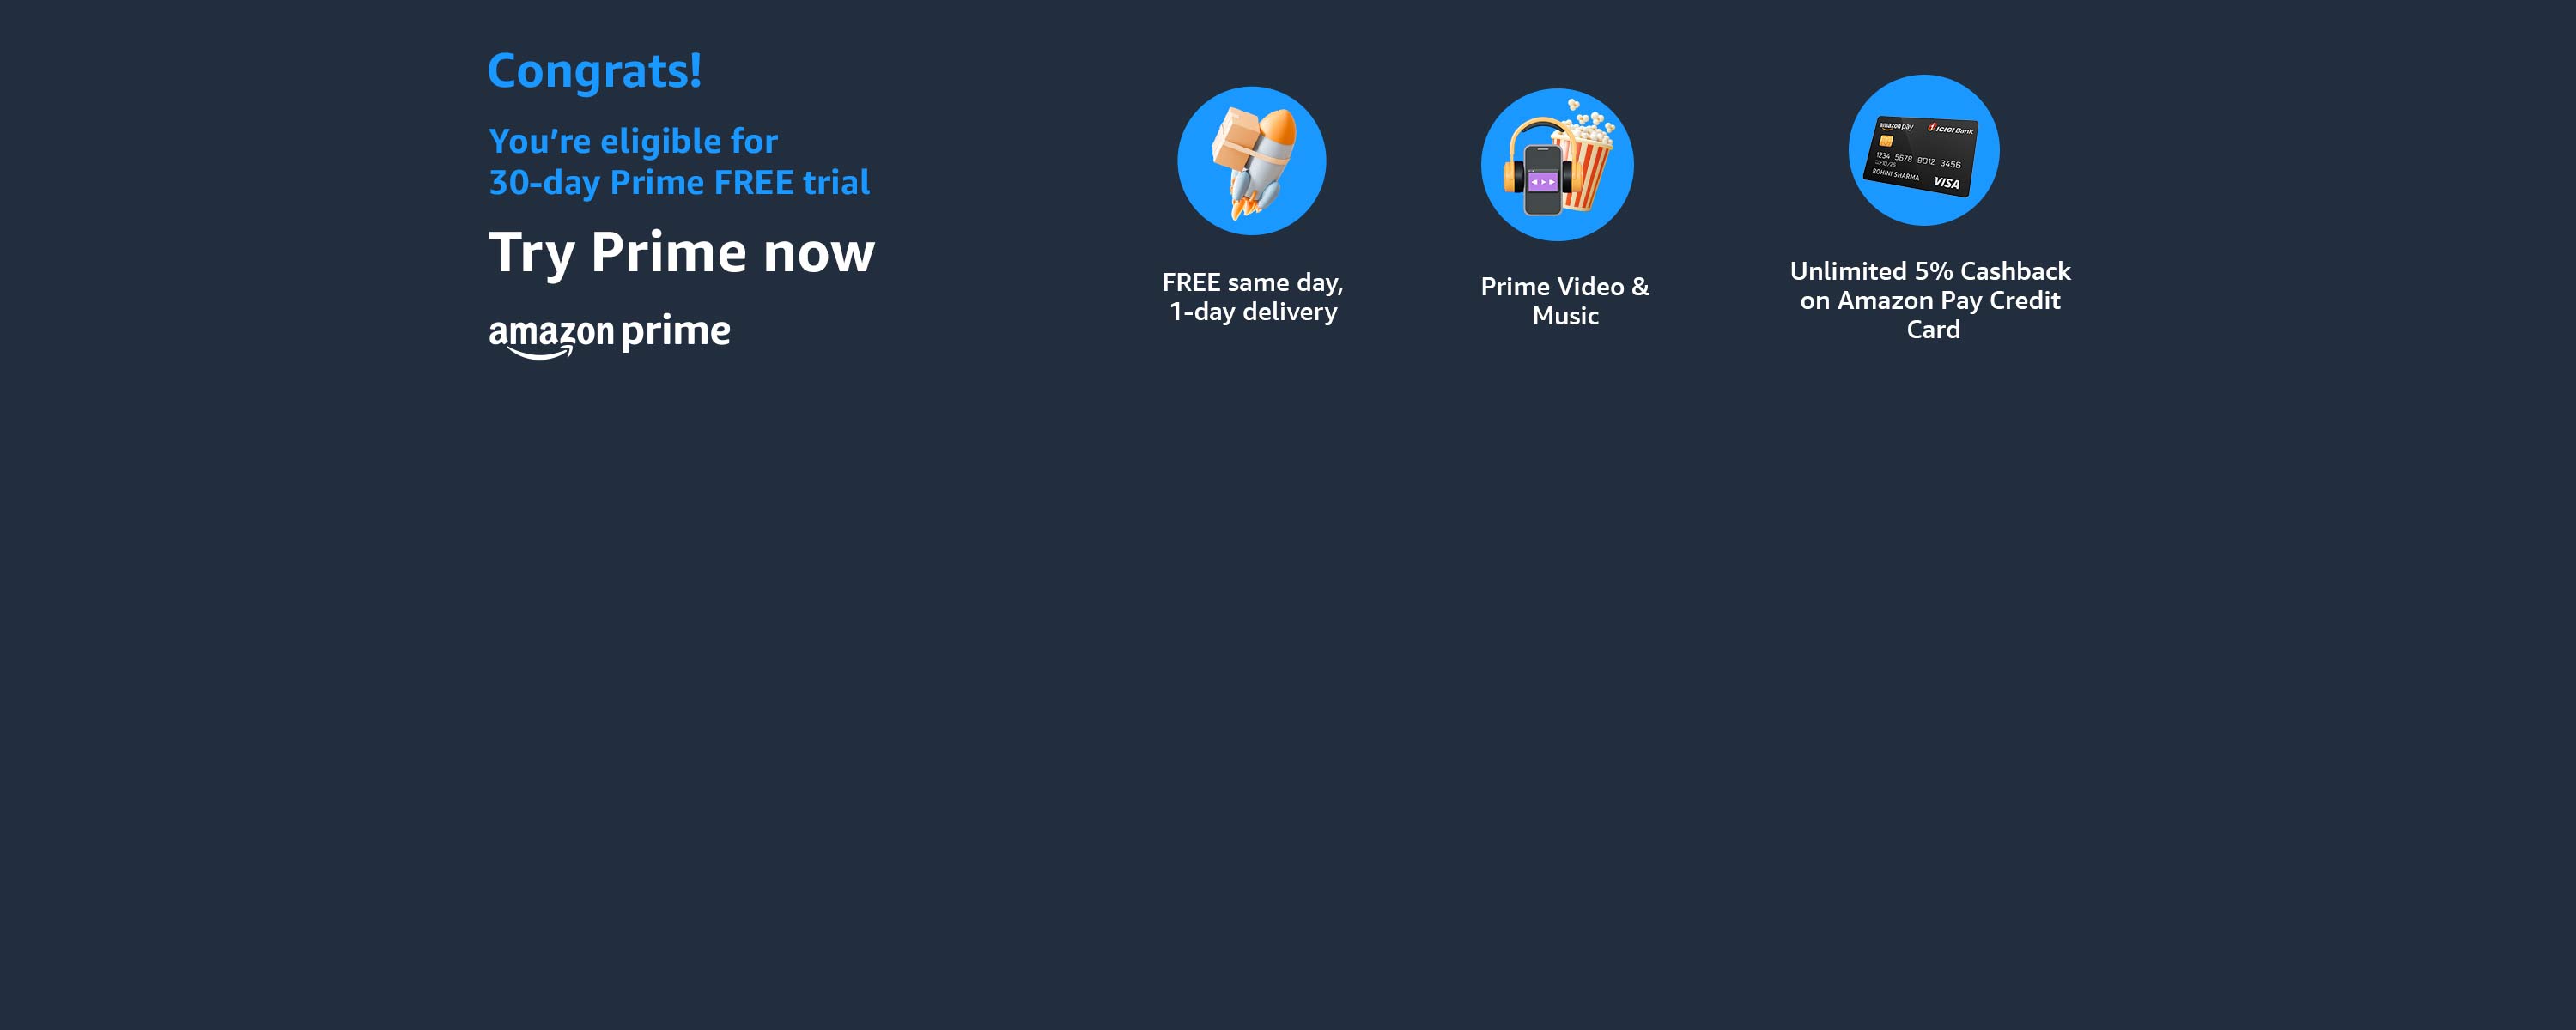 Congrats!
You’re eligible for
30-day Prime FREE trial
Try Prime now
amazon prime
FREE same day,
1-day delivery
Prime Video &
Music
amazon pay
ICICI Bank
1234 5678 9012 3456
ROHINI SHARMA
VISA
Unlimited 5% Cashback
on Amazon Pay Credit
Card